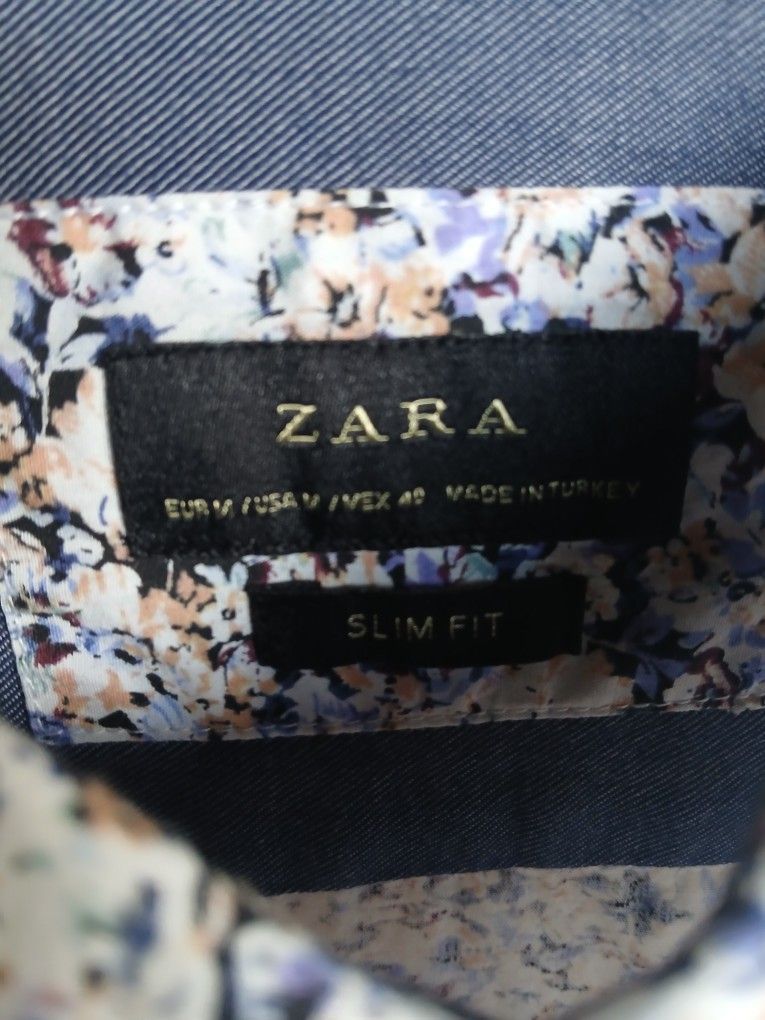 ZARA
EUR M / USA M / MEX 40 MADE IN TURKEY
SLIM FIT